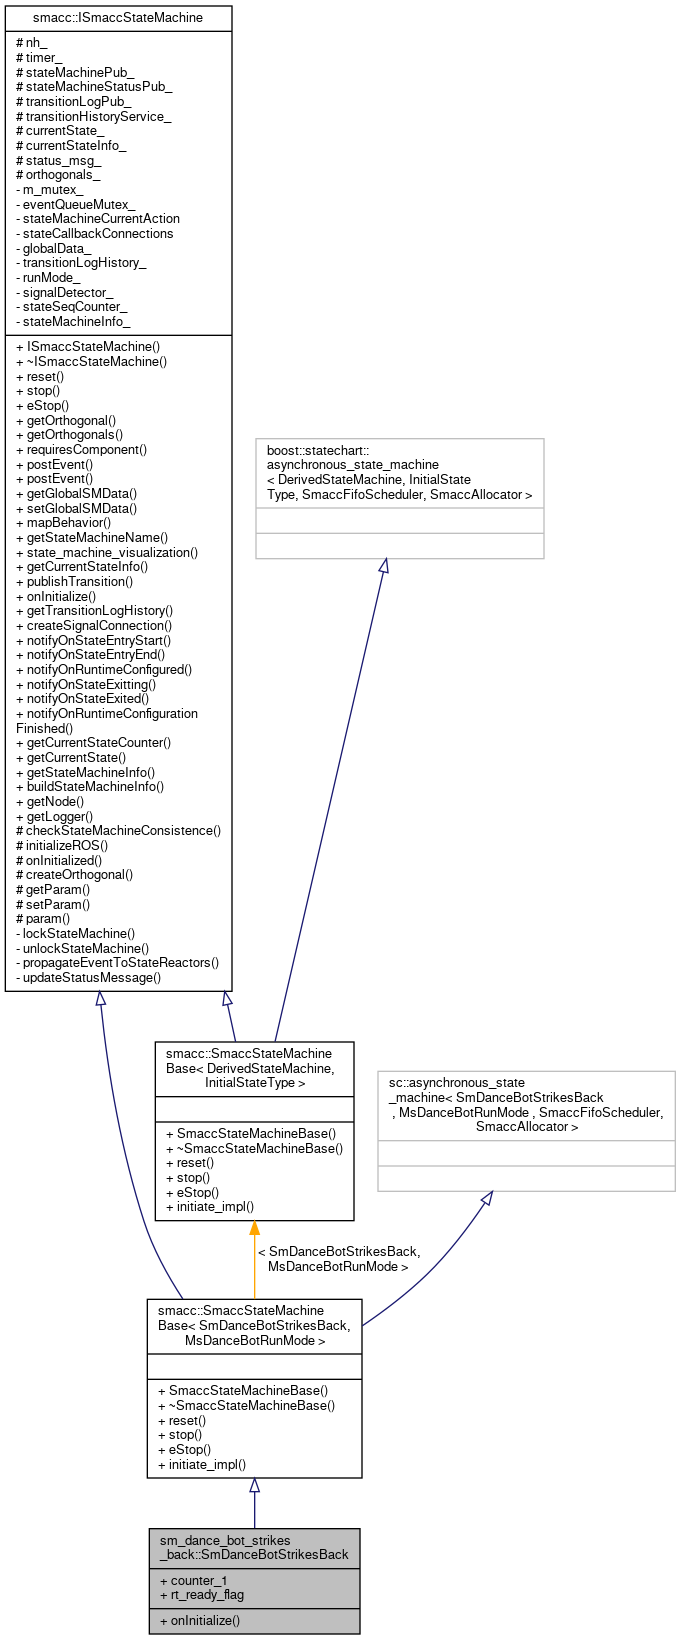 smacc::ISmaccStateMachine
# nh_
# timer_
# stateMachinePub_
# stateMachineStatusPub_
# transitionLogPub_
# transitionHistoryService_
# currentState_
# currentStateInfo_
# status_msg_
# orthogonals_
- m_mutex_
- eventQueueMutex_
- stateMachineCurrentAction
- stateCallbackConnections
- globalData_
- transitionLogHistory_
- runMode_
- signalDetector_
- stateSeqCounter_
- stateMachineInfo_
+ ISmaccStateMachine()
+ ~ISmaccStateMachine()
+ reset()
+ stop()
+ eStop()
+ getOrthogonal()
+ getOrthogonals()
+ requiresComponent()
+ postEvent()
+ postEvent()
+ getGlobalSMData()
+ setGlobalSMData()
+ mapBehavior()
+ getStateMachineName()
+ state_machine_visualization()
+ getCurrentStateInfo()
+ publishTransition()
+ onInitialize()
+ getTransitionLogHistory()
+ createSignalConnection()
+ notifyOnStateEntryStart()
+ notifyOnStateEntryEnd()
+ notifyOnRuntimeConfigured()
+ notifyOnStateExitting()
+ notifyOnStateExited()
+ notifyOnRuntimeConfiguration
Finished()
+ getCurrentStateCounter()
+ getCurrentState()
+ getStateMachineInfo()
+ buildStateMachineInfo()
+ getNode()
+ getLogger()
# checkStateMachineConsistence()
# initializeROS()
# onInitialized()
# createOrthogonal()
# getParam()
# setParam()
# param()
- lockStateMachine()
- unlockStateMachine()
- propagateEventToStateReactors()
- updateStatusMessage()
boost::statechart::
asynchronous_state_machine
< DerivedStateMachine, InitialState
Type, SmaccFifoScheduler, SmaccAllocator >
smacc::SmaccStateMachine
Base< DerivedStateMachine,
InitialStateType >
+ SmaccStateMachineBase()
+ ~SmaccStateMachineBase()
+ reset()
+ stop()
+ eStop()
+ initiate_impl()
sc::asynchronous_state
_machine< SmDanceBotStrikesBack
, MsDanceBotRunMode , SmaccFifoScheduler,
SmaccAllocator >
< SmDanceBotStrikesBack,
MsDanceBotRunMode >
smacc::SmaccStateMachine
Base< SmDanceBotStrikesBack,
MsDanceBotRunMode >
+ SmaccStateMachineBase()
+ ~SmaccStateMachineBase()
+ reset()
+ stop()
+ eStop()
+ initiate_impl()
sm_dance_bot_strikes
_back::SmDanceBotStrikesBack
+ counter_1
+ rt_ready_flag
+ onInitialize()